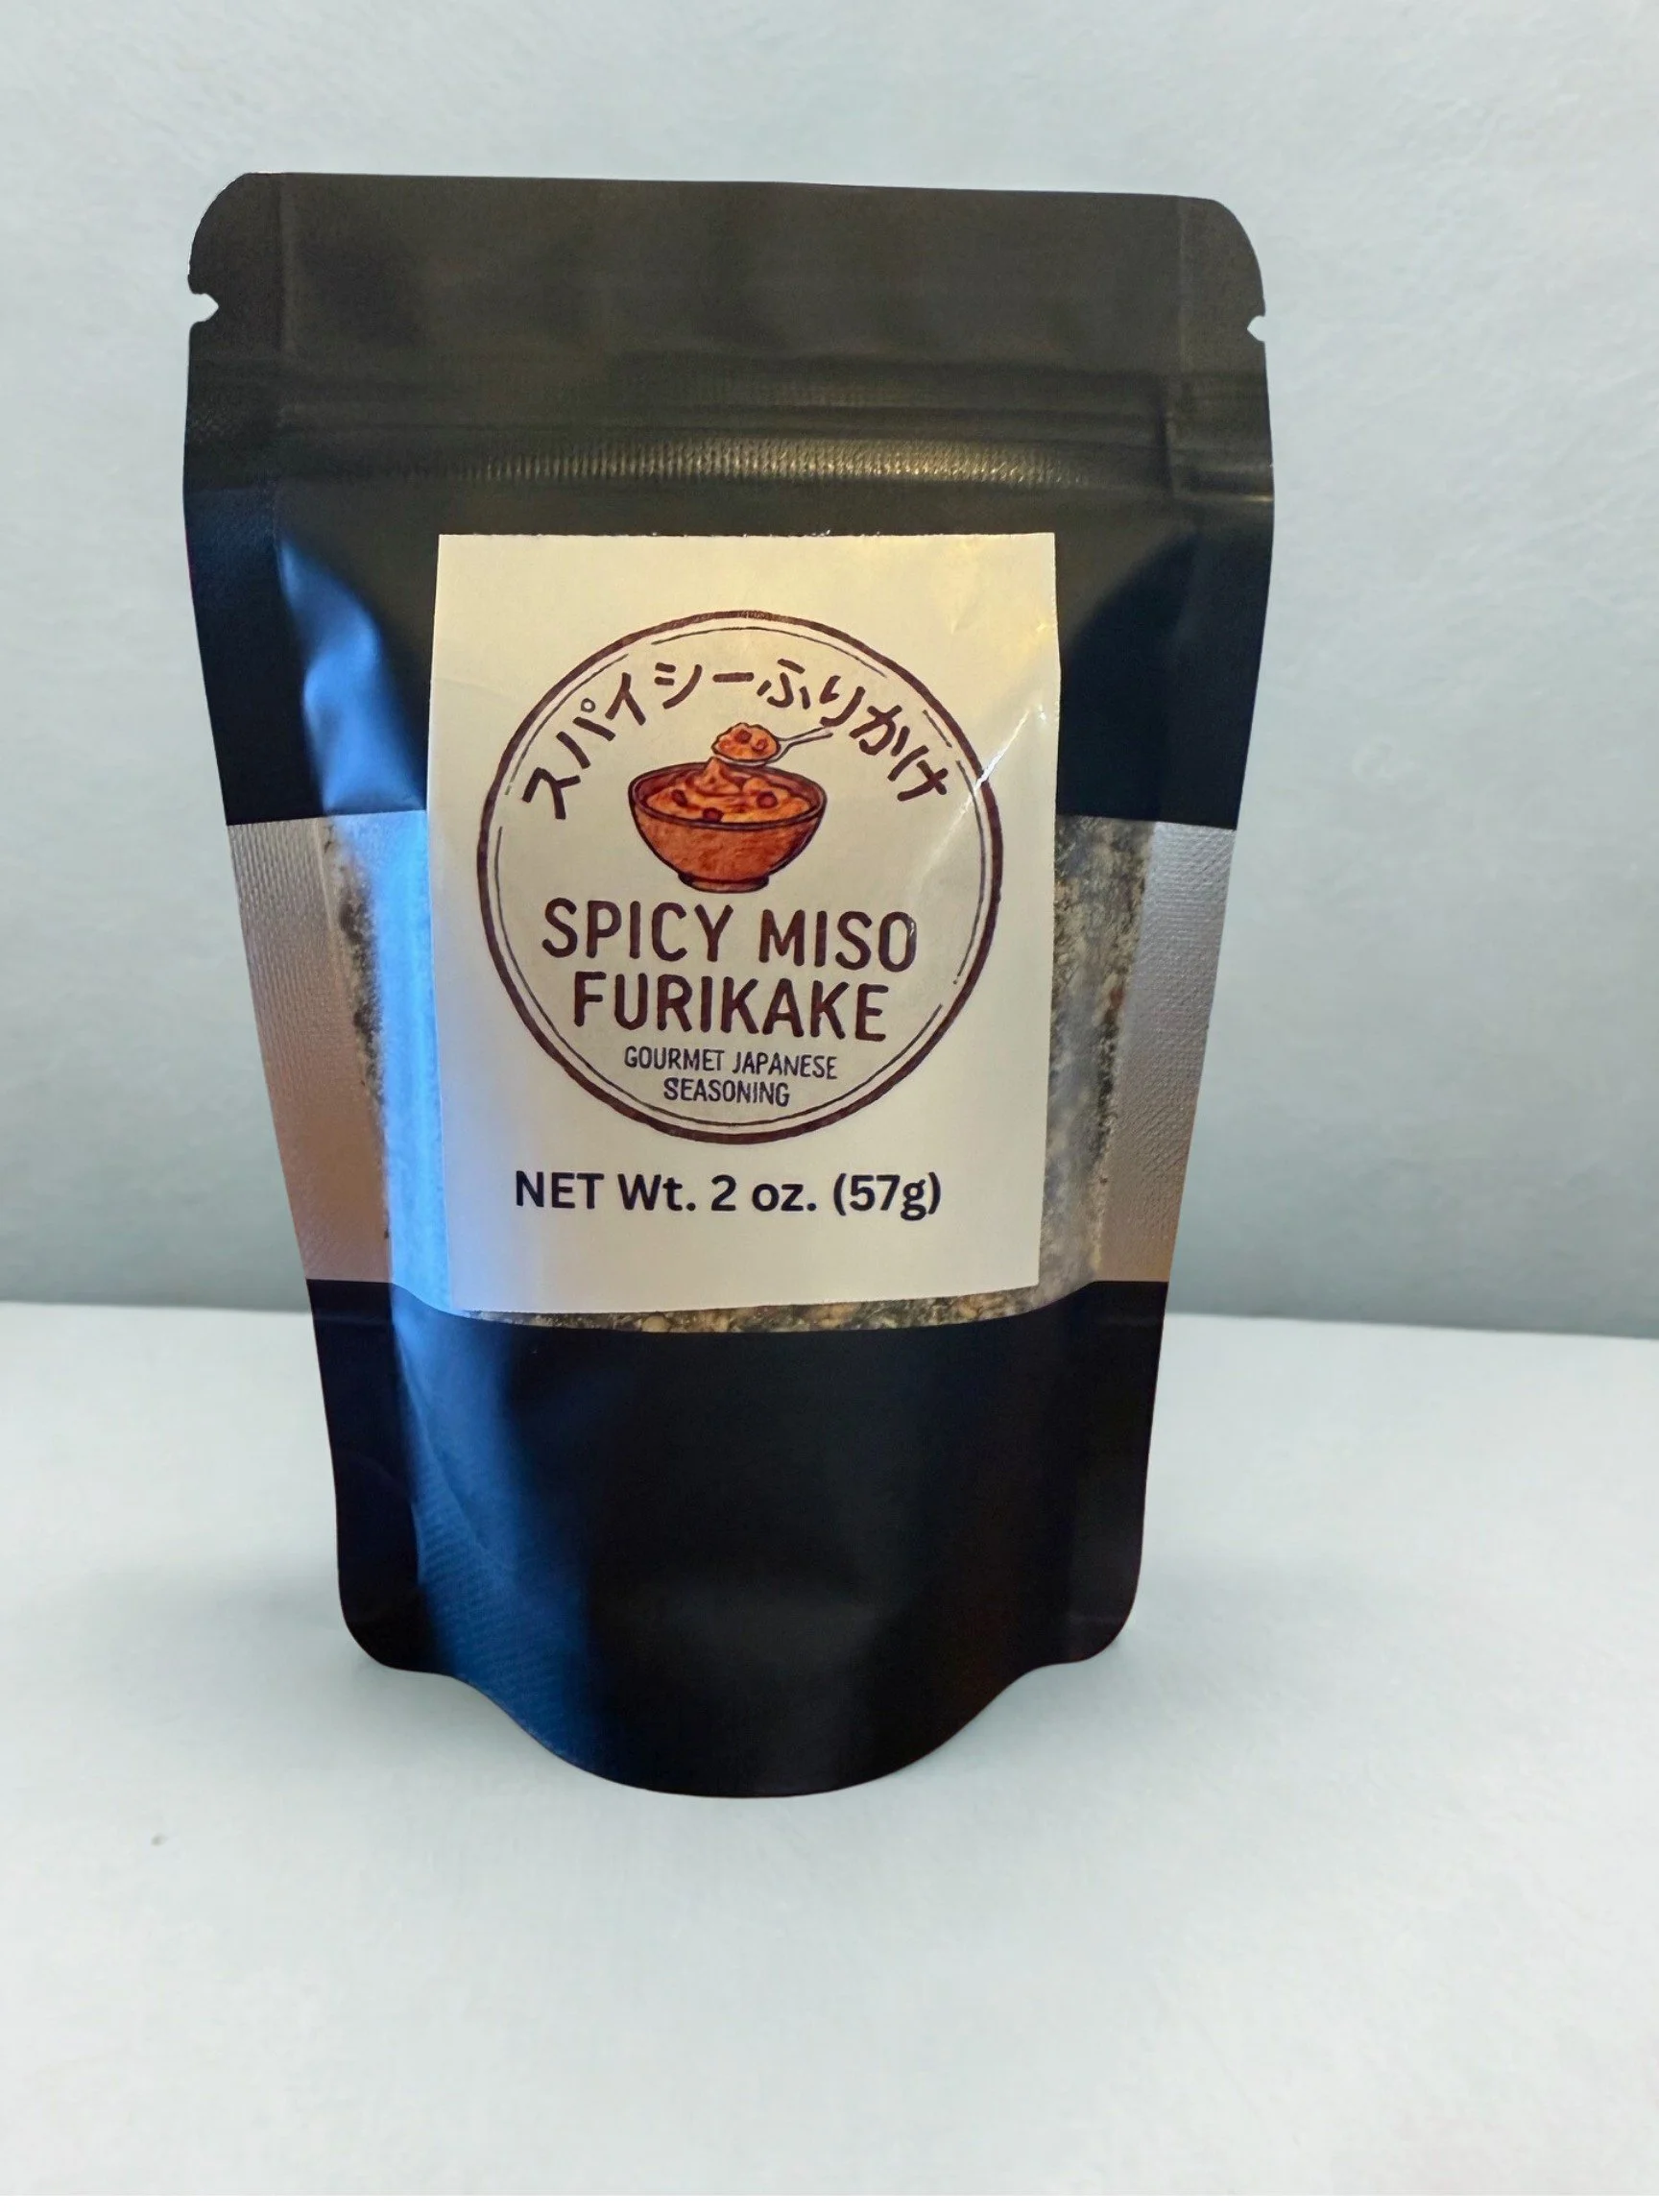 スパイシーふりかけ
SPICY MISO
FURIKAKE
GOURMET JAPANESE
SEASONING
NET Wt. 2 oz. (57g)